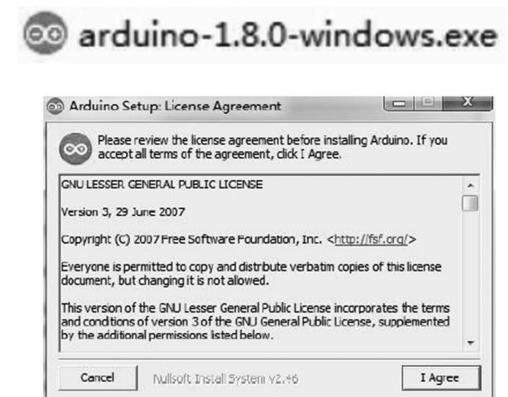 arduino-1.8.0-windows.exe
Arduino Setup: License Agreement
Please review the license agreement before installing Arduino. If you
accept all terms of the agreement, click I Agree.
GNU LESSER GENERAL PUBLIC LICENSE
Version 3, 29 June 2007
Copyright (C) 2007 Free Software Foundation, Inc. <http://fsf.org/>
Everyone is permitted to copy and distribute verbatim copies of this license
document, but changing it is not allowed.
This version of the GNU Lesser General Public License incorporates the terms
and conditions of version 3 of the GNU General Public License, supplemented
by the additional permissions listed below.
Cancel Nullsoft Install System v2.46 I Agree